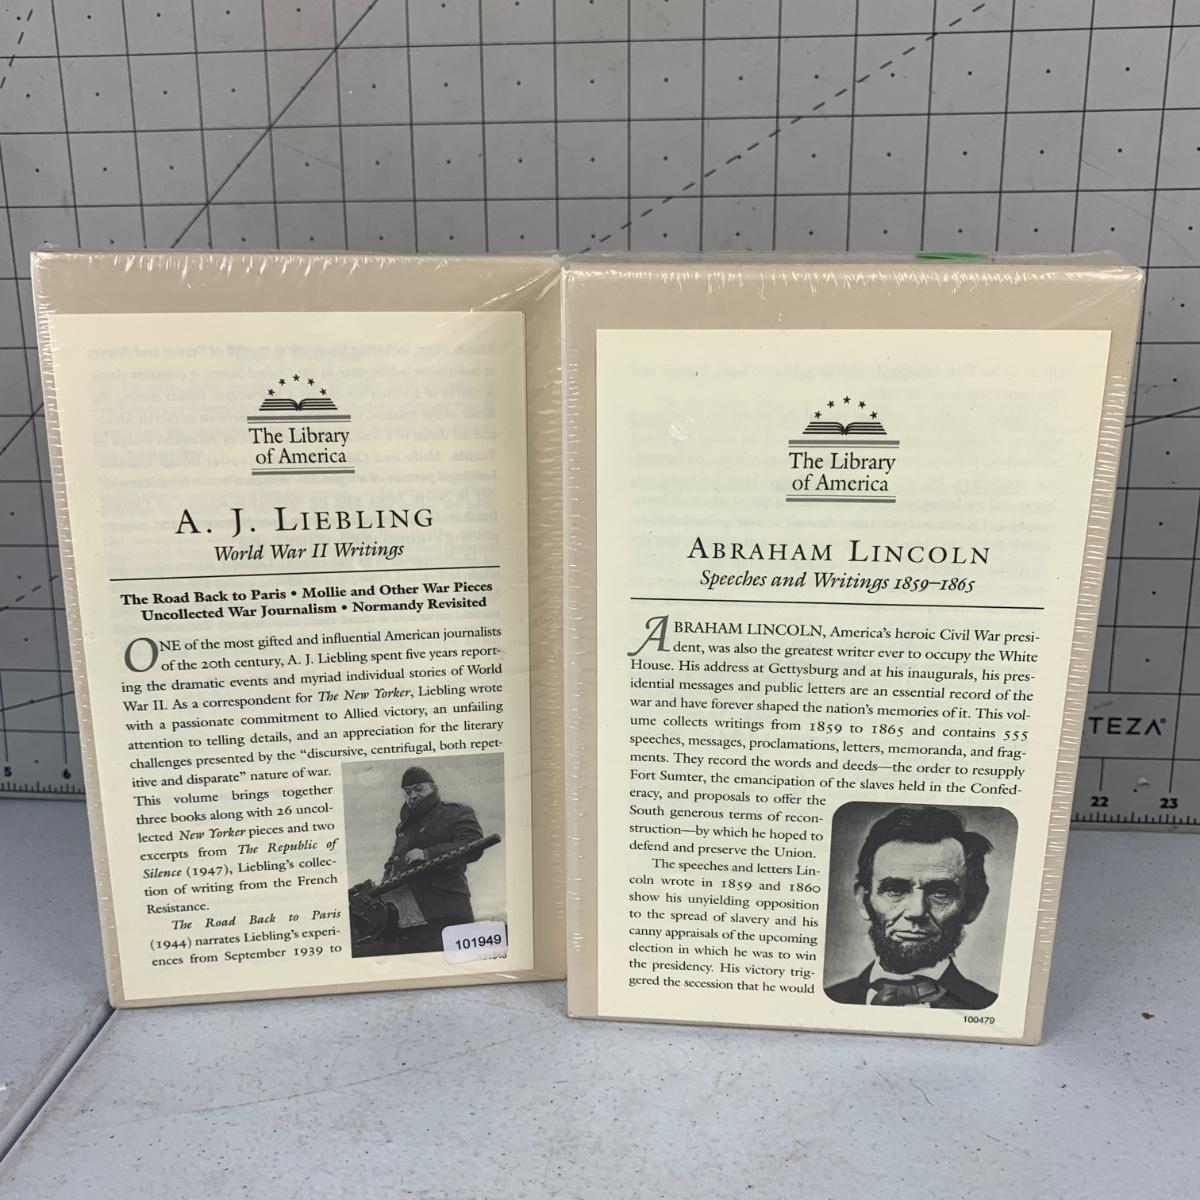 The Library
of America
A. J. LIEBLING
World War II Writings
The Road Back to Paris • Mollie and Other War Pieces
Uncollected War Journalism • Normandy Revisited
ONE of the most gifted and influential American journalists
of the 20th century, A. J. Liebling spent five years report-
ing the dramatic events and myriad individual stories of World
War II. As a correspondent for The New Yorker, Liebling wrote
with a passionate commitment to Allied victory, an unfailing
attention to telling details, and an appreciation for the literary
challenges presented by the “discursive, centrifugal, both repet-
itive and disparate” nature of war.
This volume brings together
three books along with 26 uncol-
lected New Yorker pieces and two
excerpts from The Republic of
Silence (1947), Liebling’s collec-
tion of writing from the French
Resistance.
The Road Back to Paris
(1944) narrates Liebling’s experi-
ences from September 1939 to
101949
The Library
of America
ABRAHAM LINCOLN
Speeches and Writings 1859–1865
ABRAHAM LINCOLN, America’s heroic Civil War presi-
dent, was also the greatest writer ever to occupy the White
House. His address at Gettysburg and at his inaugurals, his pres-
idential messages and public letters are an essential record of the
war and have forever shaped the nation’s memories of it. This vol-
ume collects writings from 1859 to 1865 and contains 555
speeches, messages, proclamations, letters, memoranda, and frag-
ments. They record the words and deeds—the order to resupply
Fort Sumter, the emancipation of the slaves held in the Confed-
eracy, and proposals to offer the
South generous terms of recon-
struction—by which he hoped to
defend and preserve the Union.
The speeches and letters Lin-
coln wrote in 1859 and 1860
show his unyielding opposition
to the spread of slavery and his
canny appraisals of the upcoming
election in which he was to win
the presidency. His victory trig-
gered the secession that he would
100479
TEZA
5 6
22 23